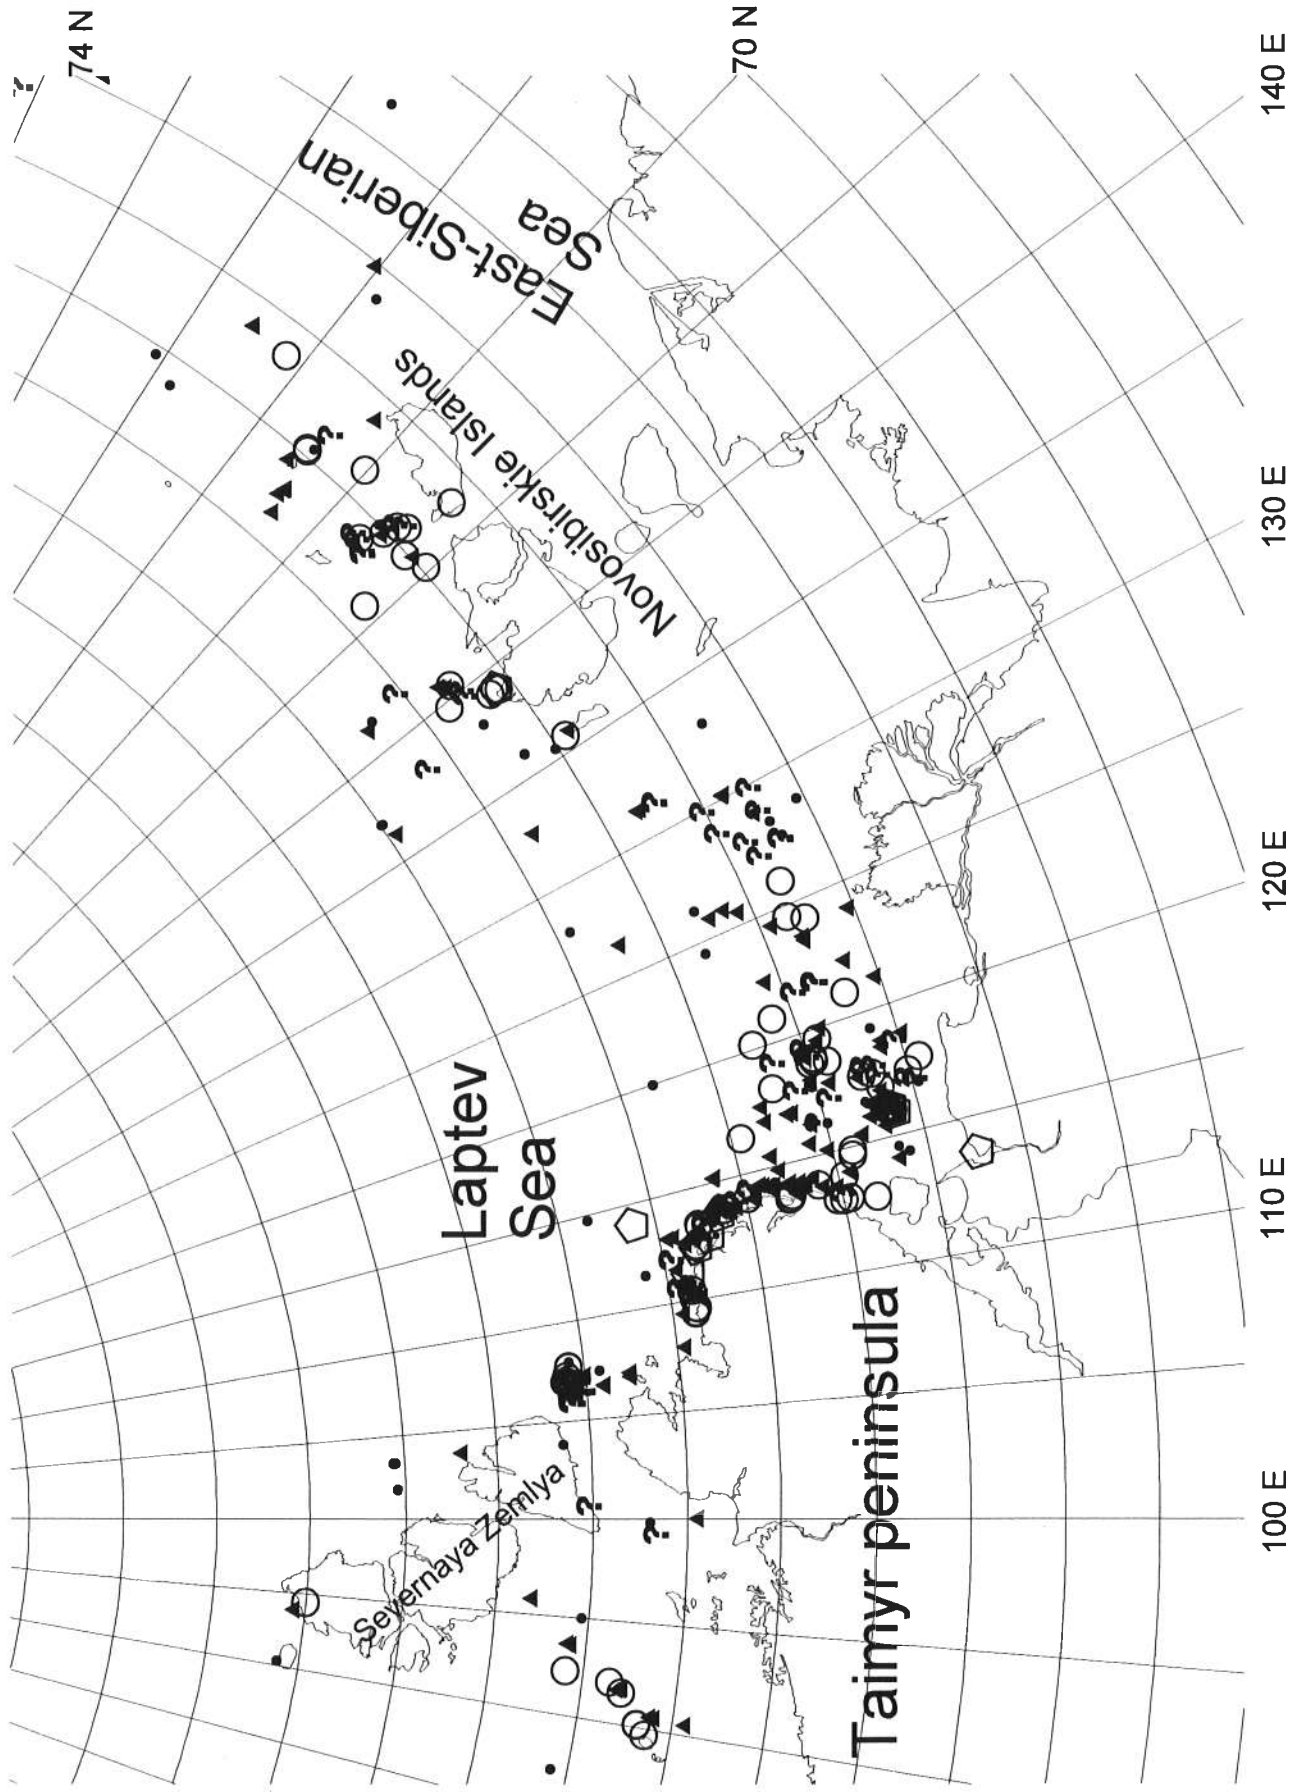 74 N
70 N
140 E
130 E
120 E
110 E
100 E
East-Siberian
Sea
Novosibirskie Islands
Laptev
Sea
Severnaya Zemlya
Taimyr peninsula